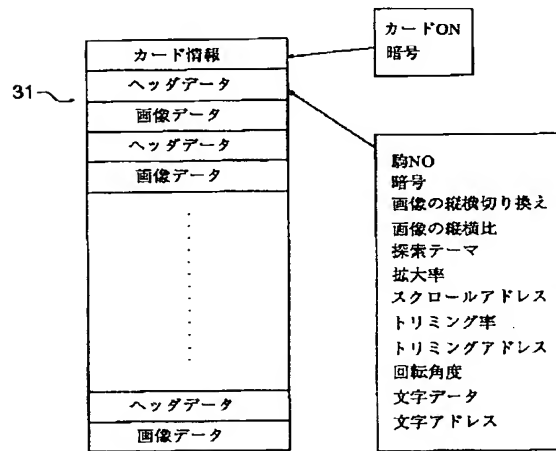 カード情報
ヘッダデータ
画像データ
ヘッダデータ
画像データ
ヘッダデータ
画像データ
31
カードON
暗号
駒NO
暗号
画像の縦横切り換え
画像の縦横比
探索テーマ
拡大率
スクロールアドレス
トリミング率
トリミングアドレス
回転角度
文字データ
文字アドレス